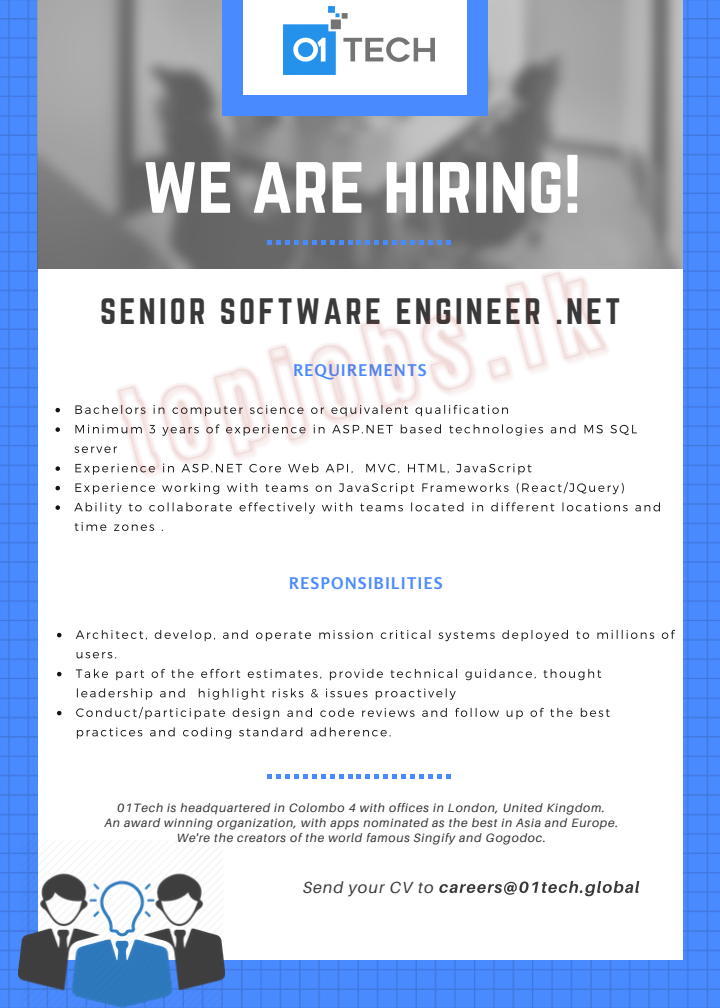 01 TECH
WE ARE HIRING!
SENIOR SOFTWARE ENGINEER .NET
topjobs.lk
REQUIREMENTS
• Bachelors in computer science or equivalent qualification
• Minimum 3 years of experience in ASP.NET based technologies and MS SQL
server
• Experience in ASP.NET Core Web API,  MVC, HTML, JavaScript
• Experience working with teams on JavaScript Frameworks (React/JQuery)
• Ability to collaborate effectively with teams located in different locations and
time zones .
RESPONSIBILITIES
• Architect, develop, and operate mission critical systems deployed to millions of
users.
• Take part of the effort estimates, provide technical guidance, thought
leadership and  highlight risks & issues proactively
• Conduct/participate design and code reviews and follow up of the best
practices and coding standard adherence.
01Tech is headquartered in Colombo 4 with offices in London, United Kingdom.
An award winning organization, with apps nominated as the best in Asia and Europe.
We're the creators of the world famous Singify and Gogodoc.
Send your CV to careers@01tech.global